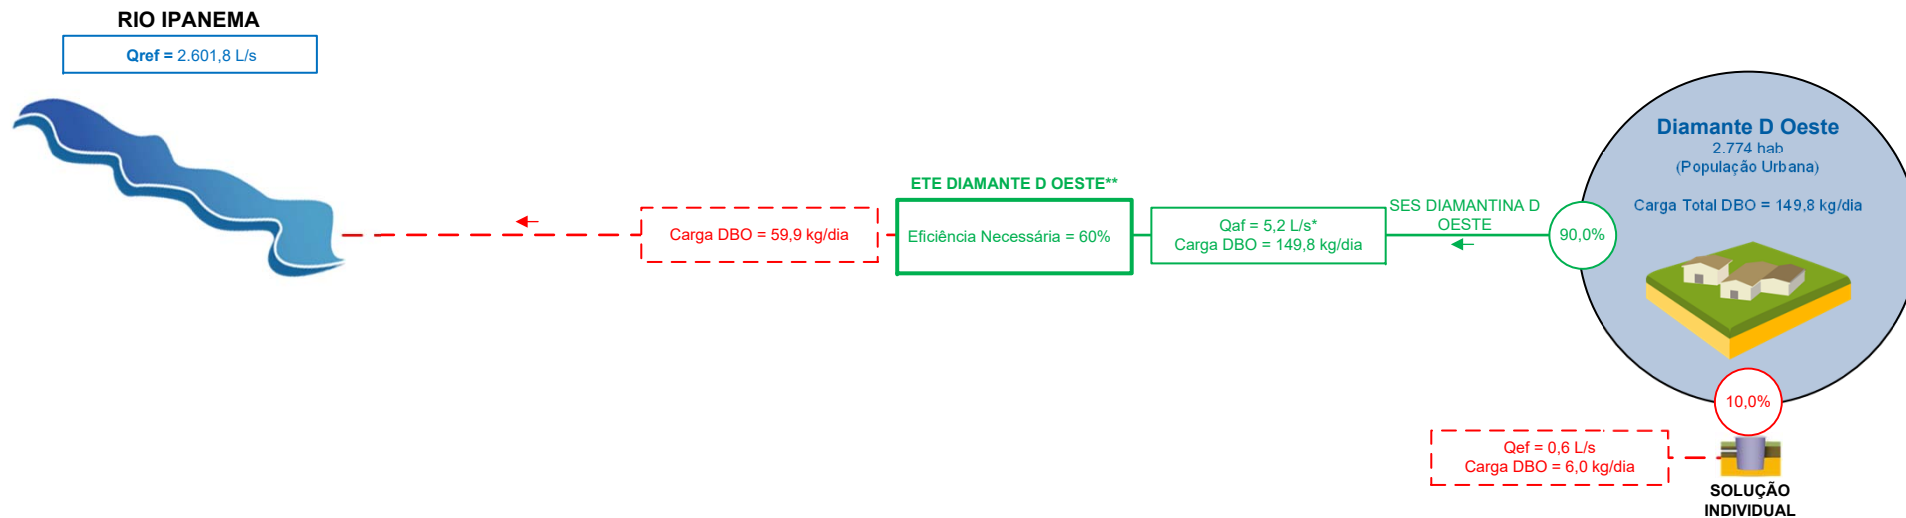 RIO IPANEMA
Qref = 2.601,8 L/s
Diamante D Oeste
2.774 hab
(População Urbana)
Carga Total DBO = 149,8 kg/dia
ETE DIAMANTE D OESTE**
Eficiência Necessária = 60%
Carga DBO = 59,9 kg/dia
Qaf = 5,2 L/s*
Carga DBO = 149,8 kg/dia
SES DIAMANTINA D
OESTE
90,0%
10,0%
Qef = 0,6 L/s
Carga DBO = 6,0 kg/dia
SOLUÇÃO
INDIVIDUAL